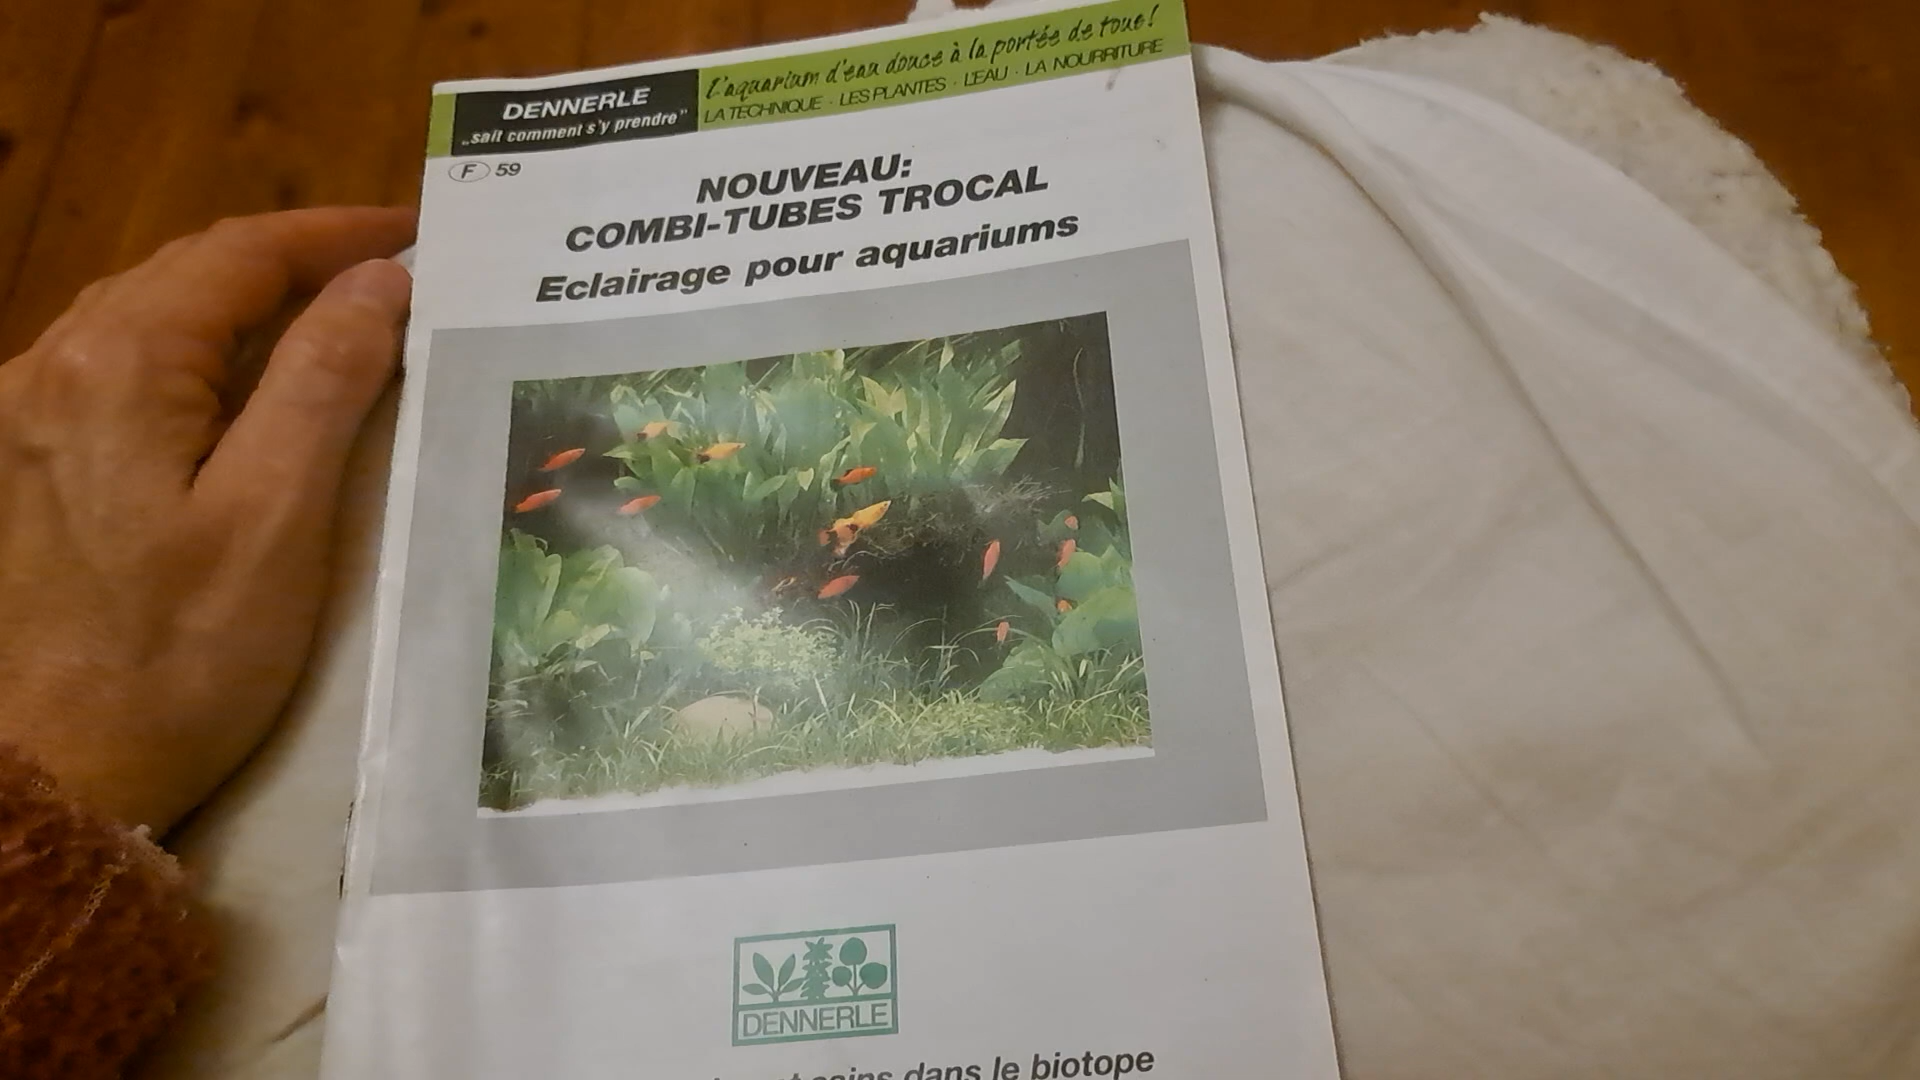 DENNERLE
„sait comment s'y prendre"
L'aquarium d'eau douce à la portée de tous!
LA TECHNIQUE · LES PLANTES · L'EAU · LA NOURRITURE
F 59
NOUVEAU:
COMBI-TUBES TROCAL
Eclairage pour aquariums
DENNERLE
dans le biotope